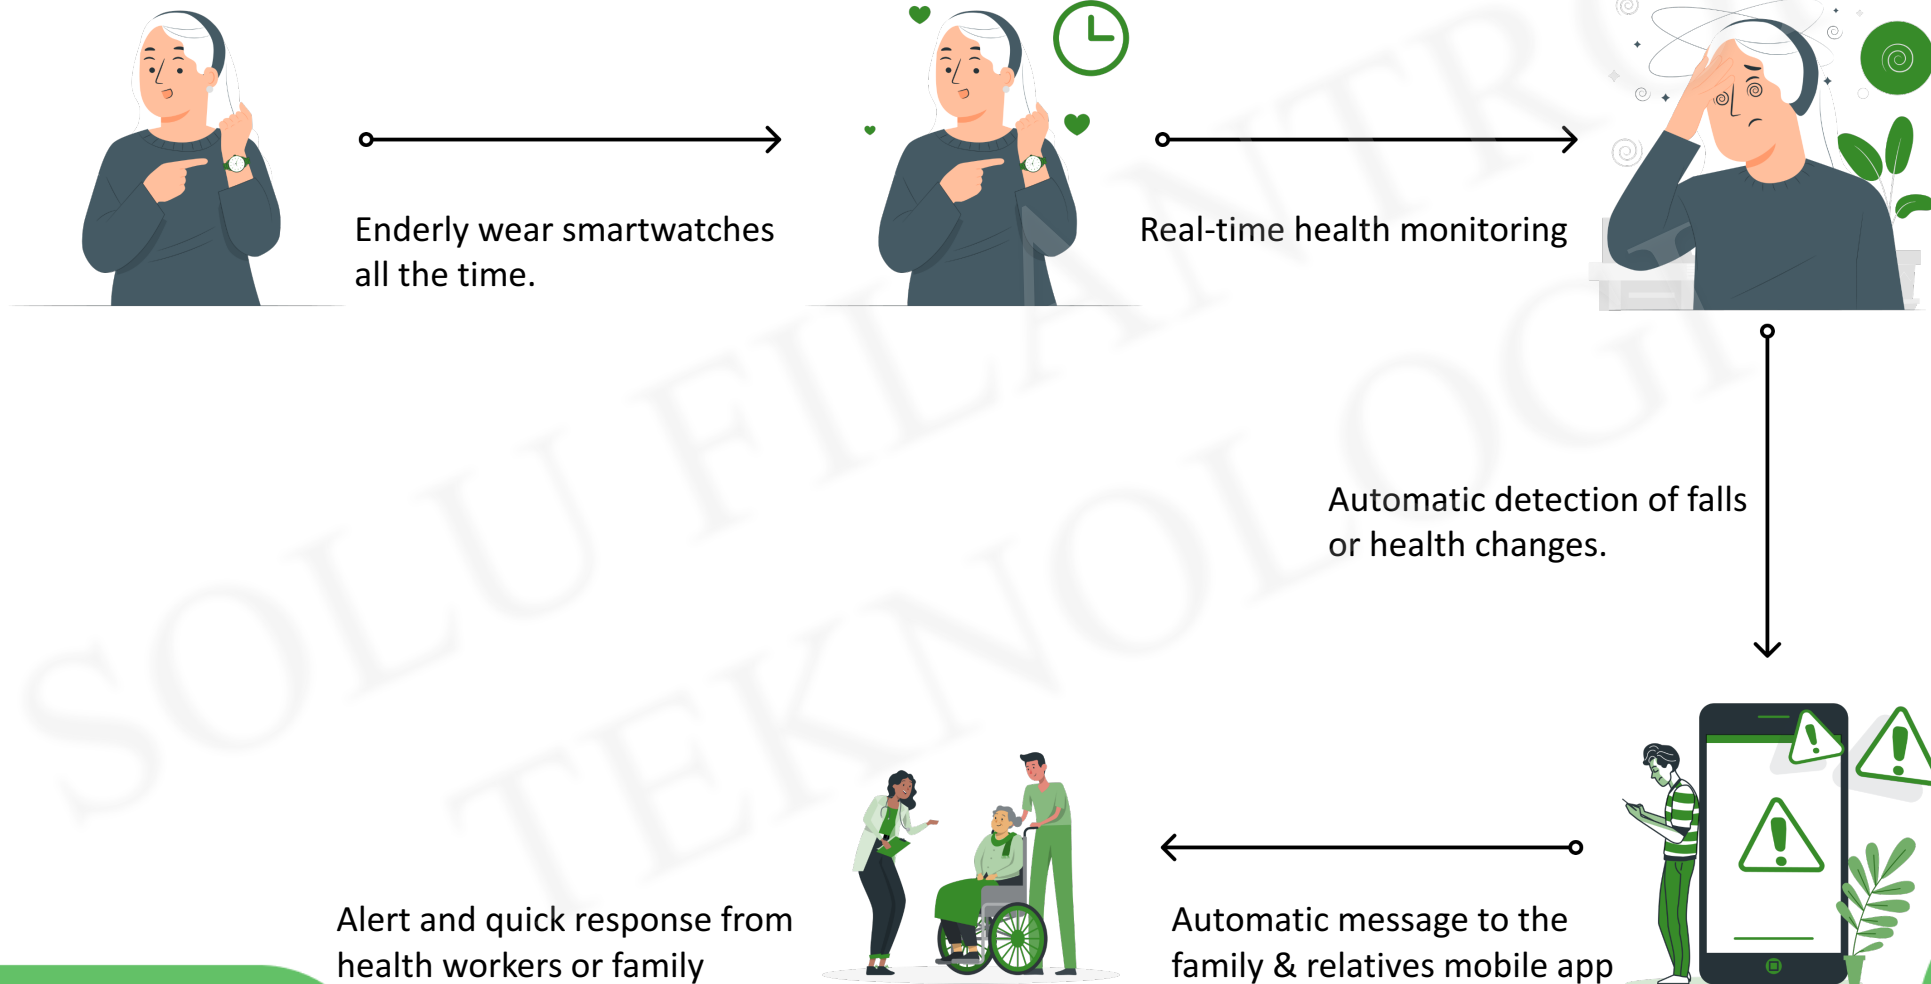 Enderly wear smartwatches
all the time.
Real-time health monitoring
Automatic detection of falls
or health changes.
Automatic message to the
family & relatives mobile app
Alert and quick response from
health workers or family
SOLU FILANTRO
TEKNOLOGI